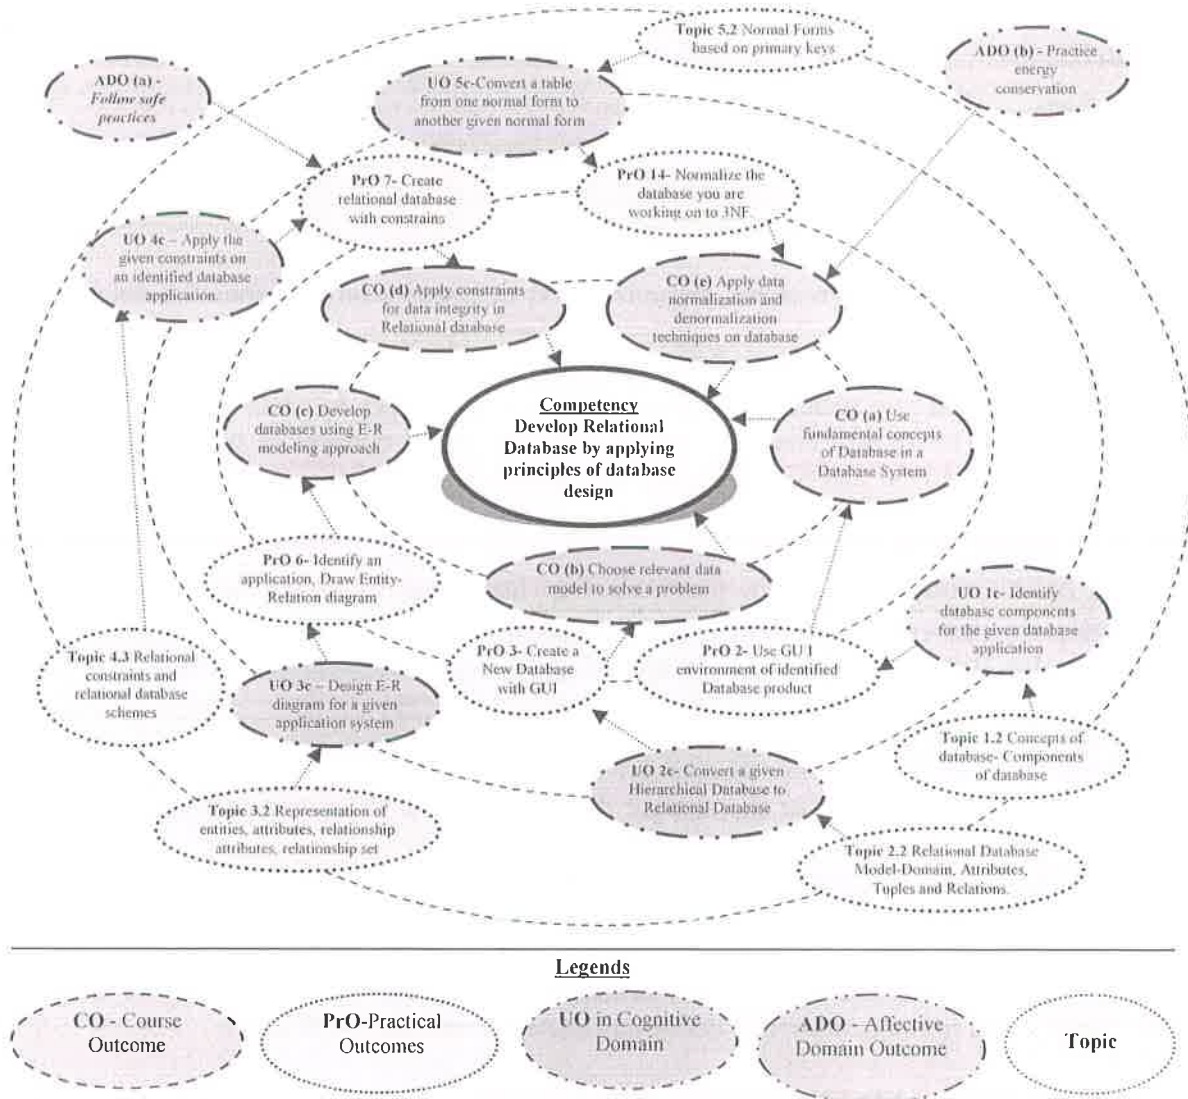 Topic 5.2 Normal Forms
based on primary keys
ADO (b) - Practice
energy
conservation
ADO (a) -
Follow safe
practices
UO 5c-Convert a table
from one normal form to
another given normal form
PrO 7- Create
relational database
with constrains
PrO 14- Normalize the
database you are
working on to 3NF.
UO 4c – Apply the
given constraints on
an identified database
application.
CO (d) Apply constraints
for data integrity in
Relational database
CO (e) Apply data
normalization and
denormalization
techniques on database
CO (c) Develop
databases using E-R
modeling approach
Competency
Develop Relational
Database by applying
principles of database
design
CO (a) Use
fundamental concepts
of Database in a
Database System
PrO 6- Identify an
application, Draw Entity-
Relation diagram
CO (b) Choose relevant data
model to solve a problem
UO 1c- Identify
database components
for the given database
application
Topic 4.3 Relational
constraints and
relational database
schemes
UO 3c – Design E-R
diagram for a given
application system
PrO 3- Create a
New Database
with GUI
PrO 2- Use GU I
environment of identified
Database product
Topic 1.2 Concepts of
database- Components
of database
UO 2c- Convert a given
Hierarchical Database to
Relational Database
Topic 3.2 Representation of
entities, attributes, relationship
attributes, relationship set
Topic 2.2 Relational Database
Model-Domain, Attributes,
Tuples and Relations.
Legends
CO - Course
Outcome
PrO-Practical
Outcomes
UO in Cognitive
Domain
ADO - Affective
Domain Outcome
Topic